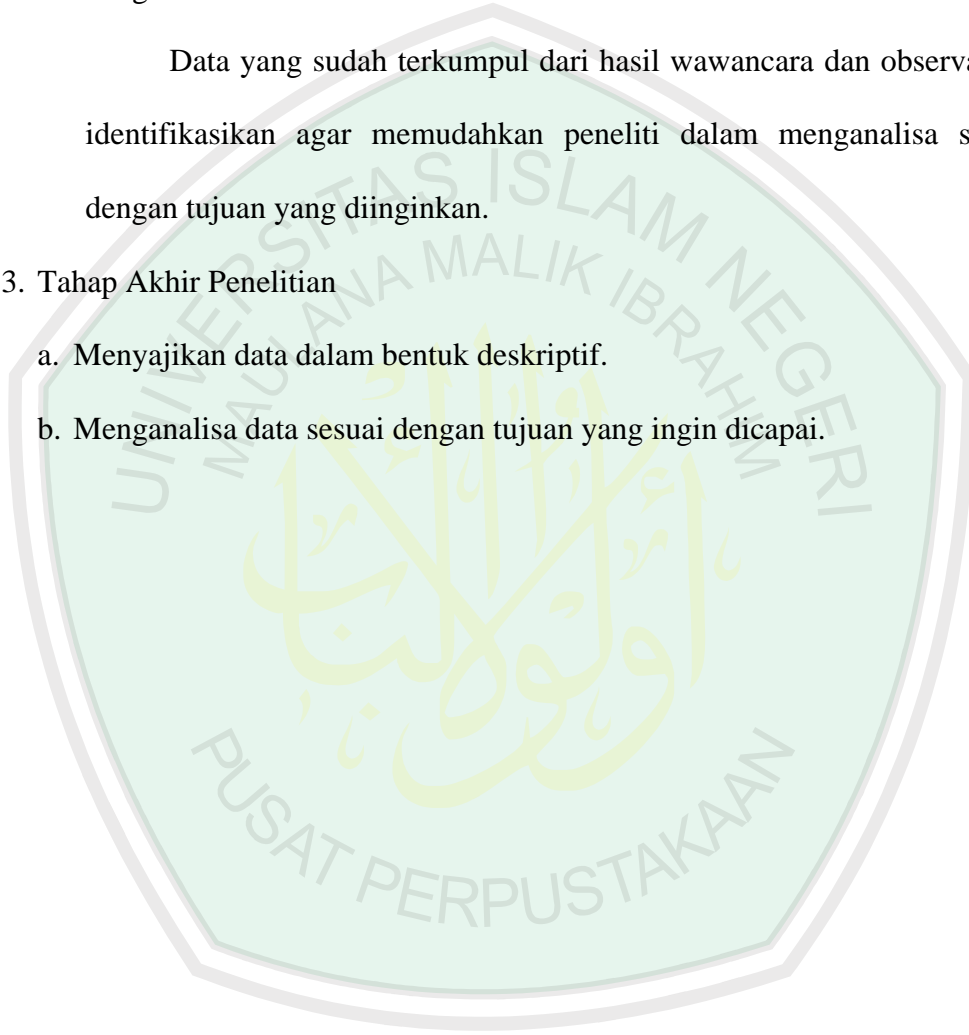 Data yang sudah terkumpul dari hasil wawancara dan
identifikasikan agar memudahkan peneliti dalam menganalisa
dengan tujuan yang diinginkan.
3. Tahap Akhir Penelitian
a. Menyajikan data dalam bentuk deskriptif.
b. Menganalisa data sesuai dengan tujuan yang ingin dicapai.
UNIVERSITAS ISLAM NEGERI
MAULANA MALIK IBRAHIM
أولوا الألباب
PUSAT PERPUSTAKAAN